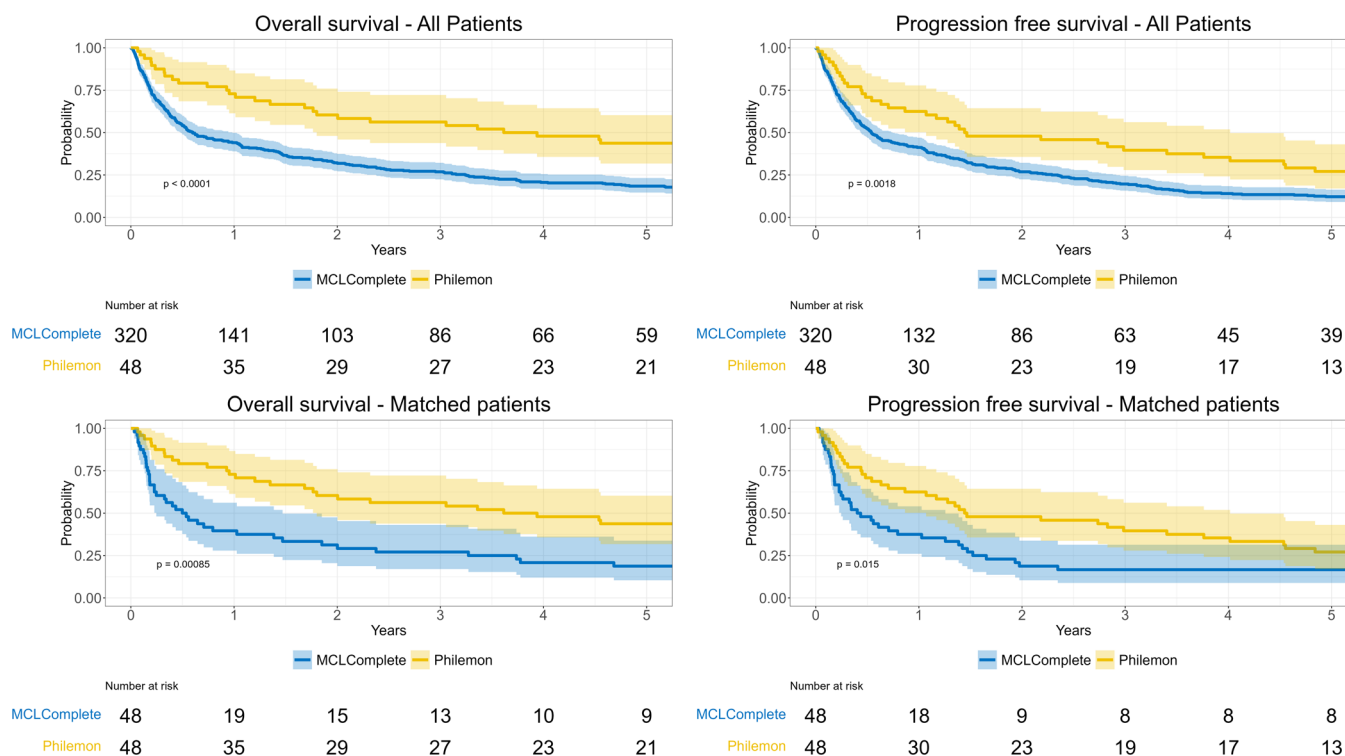 Overall survival - All Patients
1.00
0.75
0.50
0.25
0.00
Probability
p < 0.0001
0 1 2 3 4 5
Years
MCLComplete Philemon
Number at risk
MCLComplete 320 141 103 86 66 59
Philemon 48 35 29 27 23 21
Progression free survival - All Patients
1.00
0.75
0.50
0.25
0.00
Probability
p = 0.0018
0 1 2 3 4 5
Years
MCLComplete Philemon
Number at risk
MCLComplete 320 132 86 63 45 39
Philemon 48 30 23 19 17 13
Overall survival - Matched patients
1.00
0.75
0.50
0.25
0.00
Probability
p = 0.00085
0 1 2 3 4 5
Years
MCLComplete Philemon
Number at risk
MCLComplete 48 19 15 13 10 9
Philemon 48 35 29 27 23 21
Progression free survival - Matched patients
1.00
0.75
0.50
0.25
0.00
Probability
p = 0.015
0 1 2 3 4 5
Years
MCLComplete Philemon
Number at risk
MCLComplete 48 18 9 8 8 8
Philemon 48 30 23 19 17 13